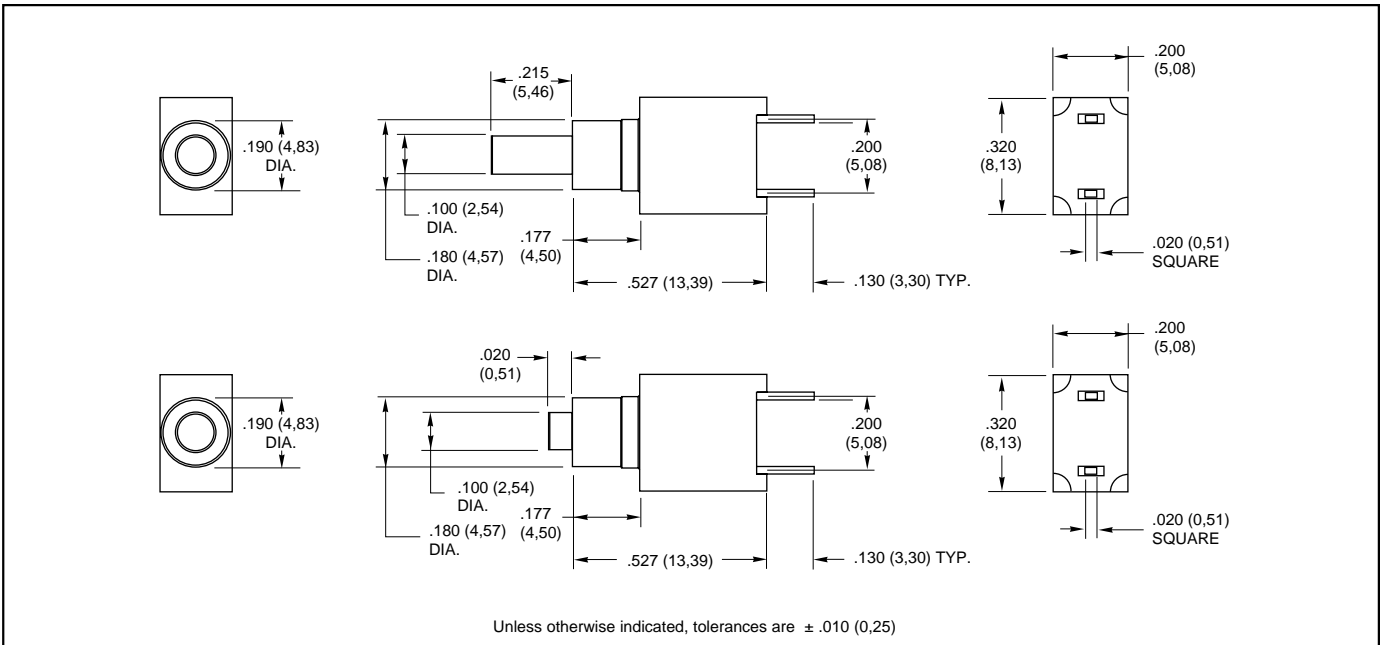 .215
(5,46)
.200
(5,08)
.190 (4,83)
DIA.
.200
(5,08)
.320
(8,13)
.100 (2,54)
DIA.
.177
(4,50)
.180 (4,57)
DIA.
.020 (0,51)
SQUARE
.527 (13,39)
.130 (3,30) TYP.
.020
(0,51)
.200
(5,08)
.190 (4,83)
DIA.
.200
(5,08)
.320
(8,13)
.100 (2,54)
DIA.
.177
(4,50)
.180 (4,57)
DIA.
.020 (0,51)
SQUARE
.527 (13,39)
.130 (3,30) TYP.
Unless otherwise indicated, tolerances are ± .010 (0,25)